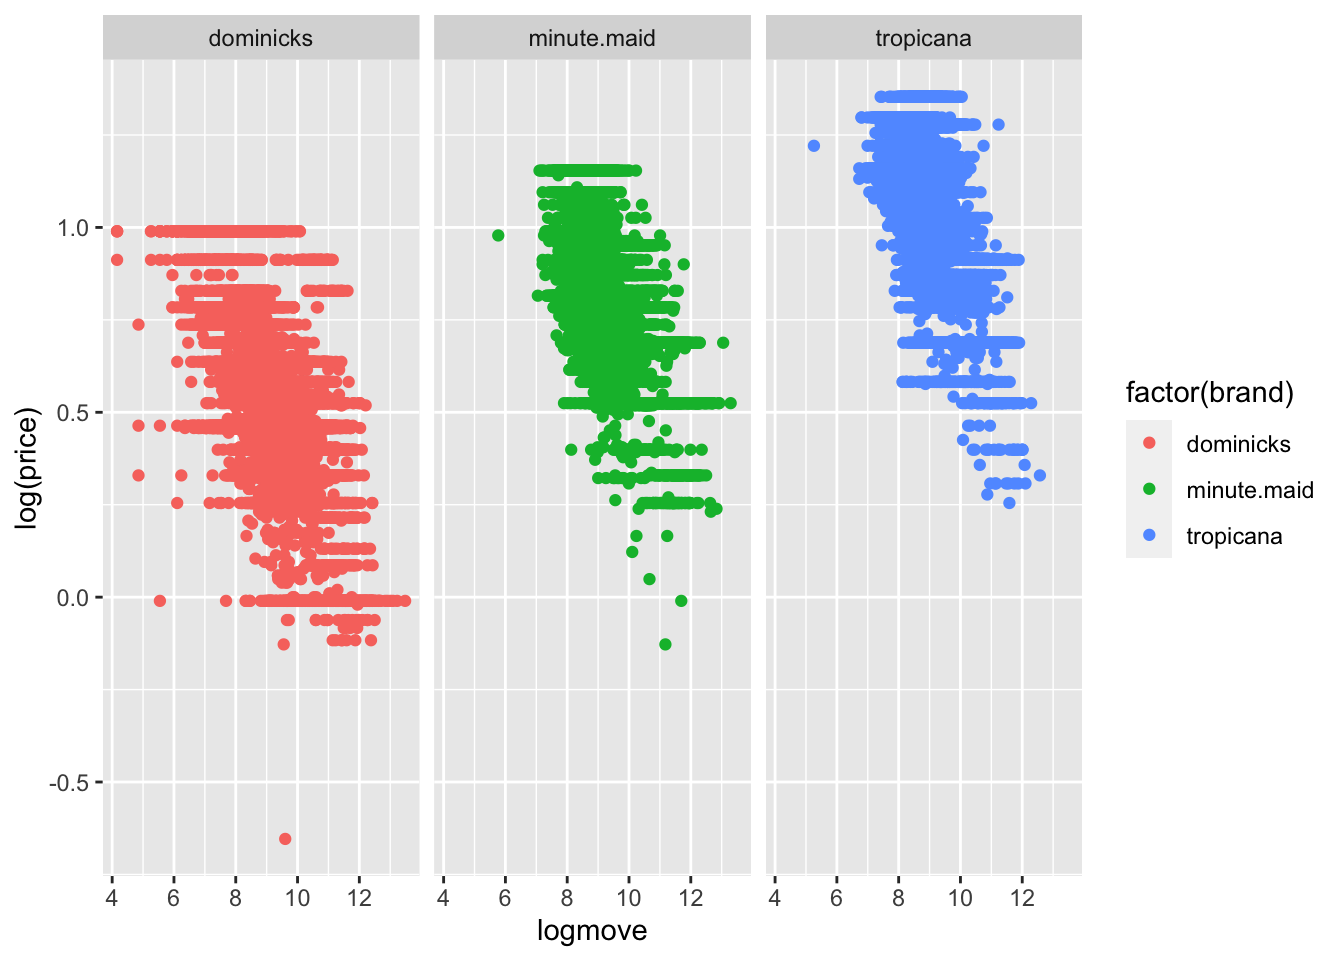 dominicks
minute.maid
tropicana
1.0
0.5
0.0
-0.5
log(price)
4 6 8 10 12
4 6 8 10 12
4 6 8 10 12
logmove
factor(brand)
dominicks
minute.maid
tropicana